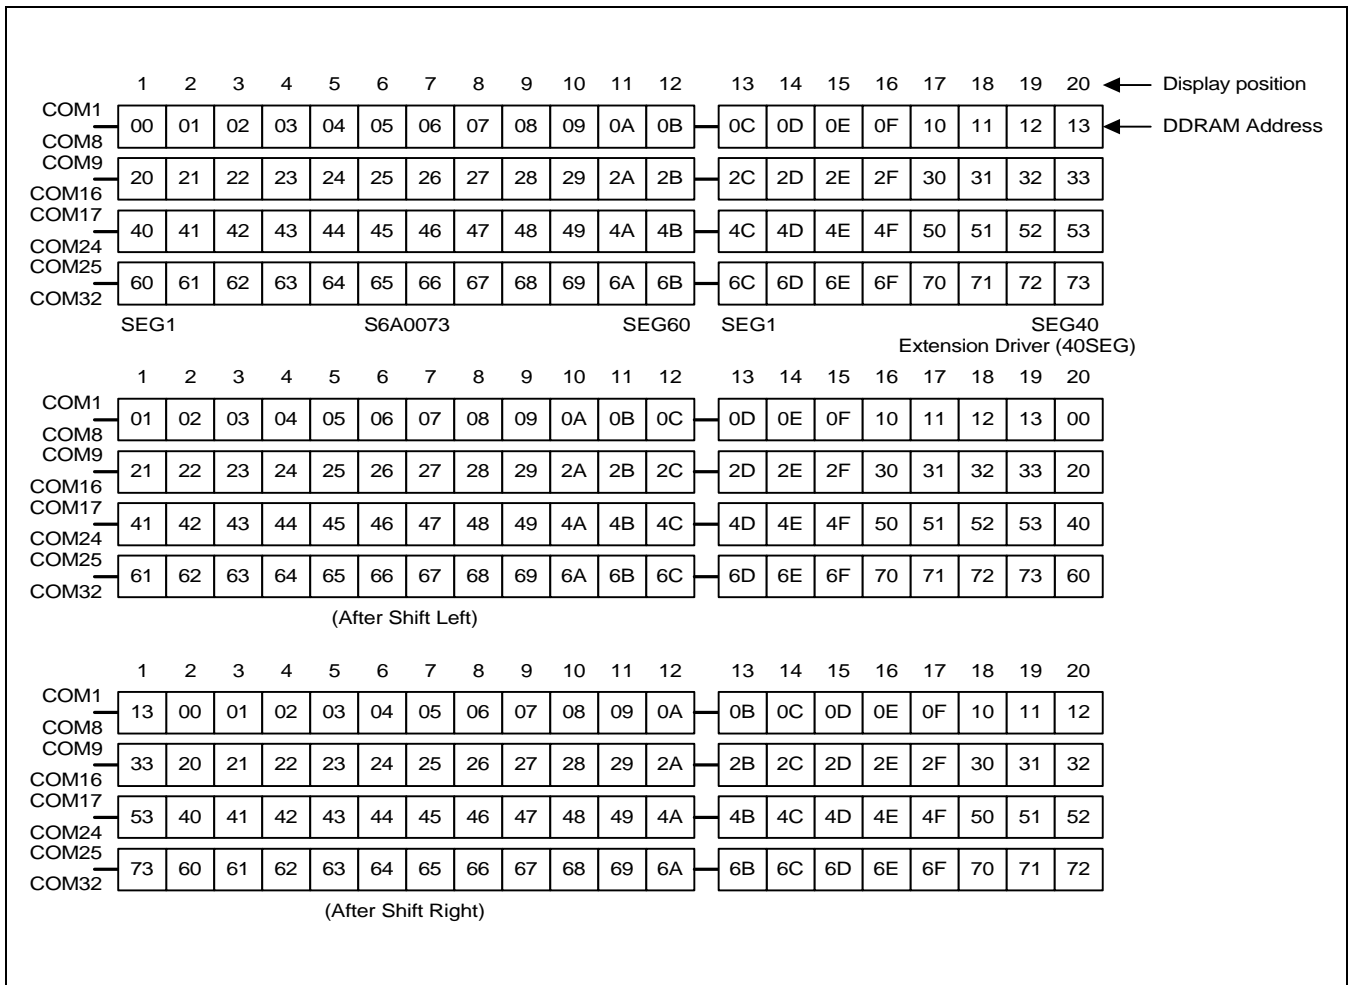 1 2 3 4 5 6 7 8 9 10 11 12 13 14 15 16 17 18 19 20 Display position
COM1
00 01 02 03 04 05 06 07 08 09 0A 0B 0C 0D 0E 0F 10 11 12 13 DDRAM Address
COM8
COM9
20 21 22 23 24 25 26 27 28 29 2A 2B 2C 2D 2E 2F 30 31 32 33
COM16
COM17
40 41 42 43 44 45 46 47 48 49 4A 4B 4C 4D 4E 4F 50 51 52 53
COM24
COM25
60 61 62 63 64 65 66 67 68 69 6A 6B 6C 6D 6E 6F 70 71 72 73
COM32
SEG1 S6A0073 SEG60 SEG1 SEG40
Extension Driver (40SEG)
1 2 3 4 5 6 7 8 9 10 11 12 13 14 15 16 17 18 19 20
COM1
01 02 03 04 05 06 07 08 09 0A 0B 0C 0D 0E 0F 10 11 12 13 00
COM8
COM9
21 22 23 24 25 26 27 28 29 2A 2B 2C 2D 2E 2F 30 31 32 33 20
COM16
COM17
41 42 43 44 45 46 47 48 49 4A 4B 4C 4D 4E 4F 50 51 52 53 40
COM24
COM25
61 62 63 64 65 66 67 68 69 6A 6B 6C 6D 6E 6F 70 71 72 73 60
COM32
(After Shift Left)
1 2 3 4 5 6 7 8 9 10 11 12 13 14 15 16 17 18 19 20
COM1
13 00 01 02 03 04 05 06 07 08 09 0A 0B 0C 0D 0E 0F 10 11 12
COM8
COM9
33 20 21 22 23 24 25 26 27 28 29 2A 2B 2C 2D 2E 2F 30 31 32
COM16
COM17
53 40 41 42 43 44 45 46 47 48 49 4A 4B 4C 4D 4E 4F 50 51 52
COM24
COM25
73 60 61 62 63 64 65 66 67 68 69 6A 6B 6C 6D 6E 6F 70 71 72
COM32
(After Shift Right)